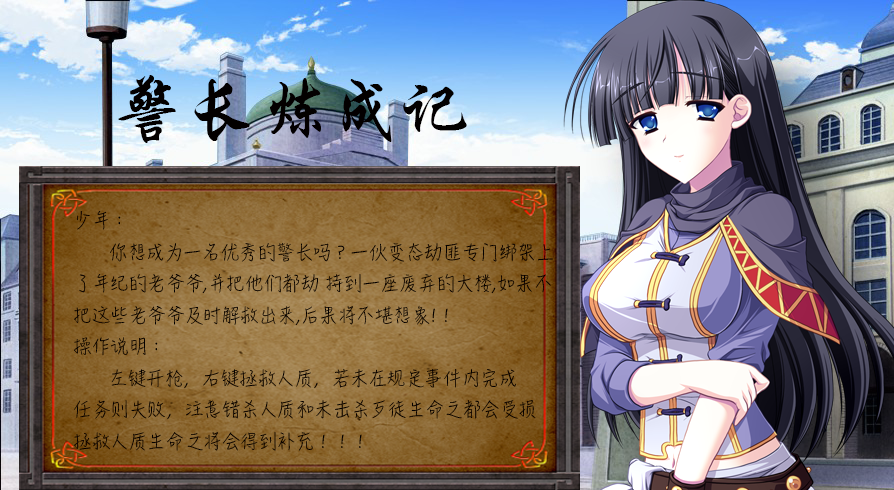 警长炼成记
少年：
你想成为一名优秀的警长吗？一伙变态劫匪专门绑架上
了年纪的老爷爷,并把他们都劫 持到一座废弃的大楼,如果不
把这些老爷爷及时解救出来,后果将不堪想象!！
操作说明：
左键开枪，右键拯救人质，若未在规定事件内完成
任务则失败，注意错杀人质和未击杀歹徒生命之都会受损
拯救人质生命之将会得到补充！！！